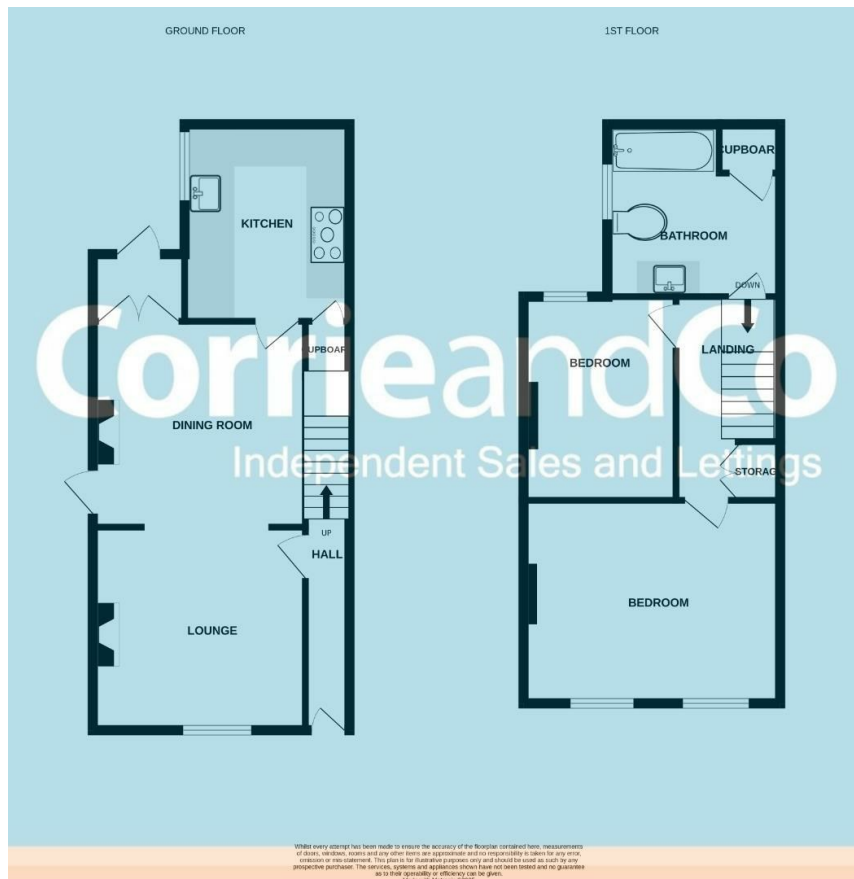 GROUND FLOOR
1ST FLOOR
CUPBOAR
KITCHEN
BATHROOM
DOWN
CUPBOAR
LANDING
BEDROOM
CorrieandCo
DINING ROOM
Independent Sales and Lettings
STORAG
UP
HALL
LOUNGE
BEDROOM
Whilst every attempt has been made to ensure the accuracy of the floorplan contained here, measurements
of doors, windows, rooms and any other items are approximate and no responsibility is taken for any error,
omission or mis-statement. This plan is for illustrative purposes only and should be used as such by any
prospective purchaser. The services, systems and appliances shown have not been tested and no guarantee
as to their operability or efficiency can be given.